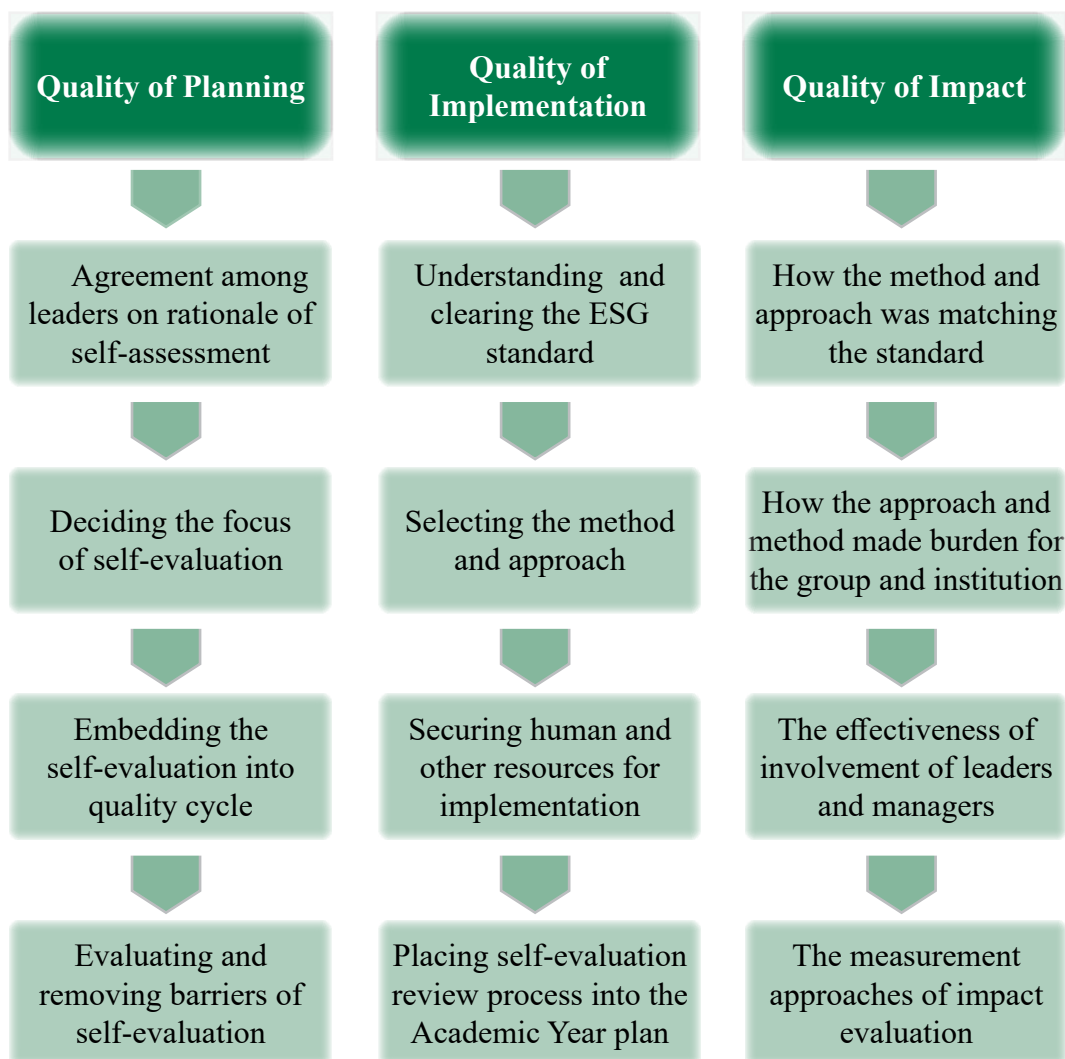 Quality of Planning
Agreement among
leaders on rationale of
self-assessment
Deciding the focus
of self-evaluation
Embedding the
self-evaluation into
quality cycle
Evaluating and
removing barriers of
self-evaluation
Quality of
Implementation
Understanding and
clearing the ESG
standard
Selecting the method
and approach
Securing human and
other resources for
implementation
Placing self-evaluation
review process into the
Academic Year plan
Quality of Impact
How the method and
approach was matching
the standard
How the approach and
method made burden for
the group and institution
The effectiveness of
involvement of leaders
and managers
The measurement
approaches of impact
evaluation